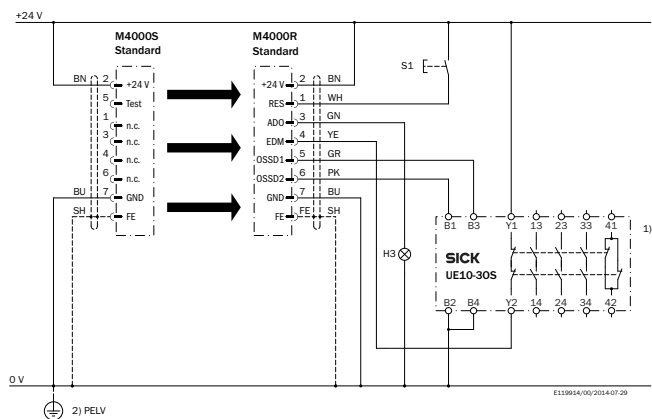 +24 V
M4000S
Standard
M4000R
Standard
S1
BN 2 +24 V
5 Test
1 n.c.
3 n.c.
4 n.c.
6 n.c.
BU 7 GND
SH FE
+24 V 2 BN
RES 1 WH
ADO 3 GN
EDM 4 YE
OSSD1 5 GR
OSSD2 6 PK
GND 7 BU
FE FE SH
H3
B1 B3 Y1 13 23 33 41
1)
SICK
UE10-30S
B2 B4 Y2 14 24 34 42
0 V
E119914/00/2014-07-29
2) PELV